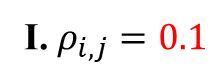 I. ρᵢ,ⱼ = 0.1